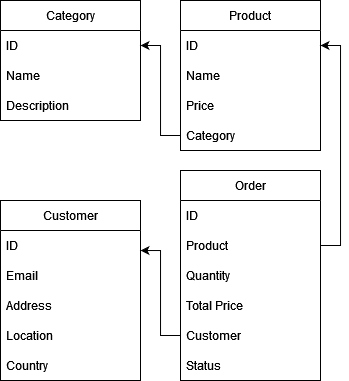 Category
ID
Name
Description
Product
ID
Name
Price
Category
Customer
ID
Email
Address
Location
Country
Order
ID
Product
Quantity
Total Price
Customer
Status